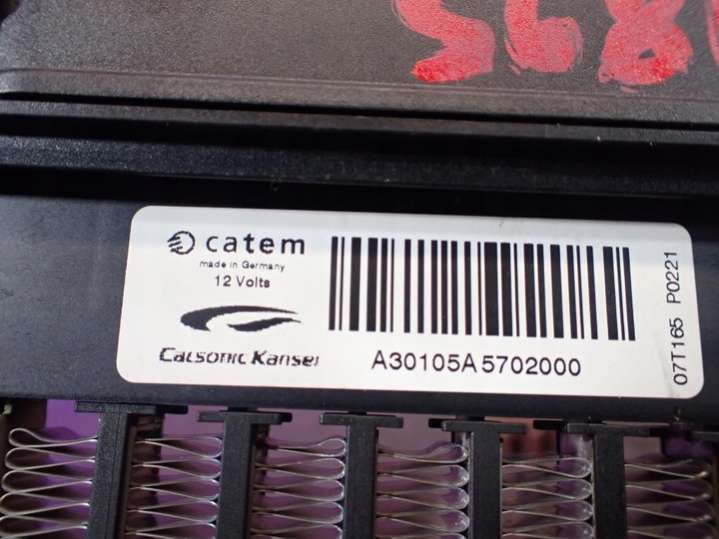 catem
made in Germany
12 Volts
Calsonic Kansei
A30105A5702000
07T165 P0221